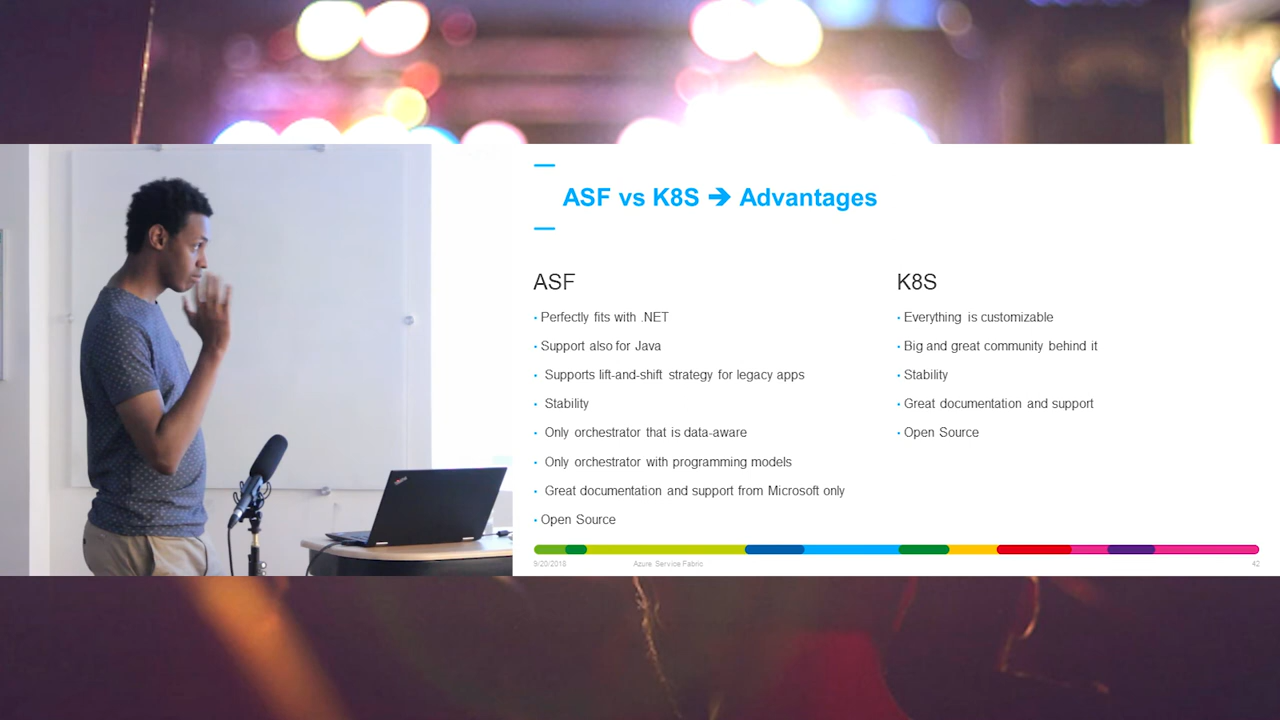 ASF vs K8S ➔ Advantages
ASF
• Perfectly fits with .NET
• Support also for Java
• Supports lift-and-shift strategy for legacy apps
• Stability
• Only orchestrator that is data-aware
• Only orchestrator with programming models
• Great documentation and support from Microsoft only
• Open Source
K8S
• Everything is customizable
• Big and great community behind it
• Stability
• Great documentation and support
• Open Source
9/20/2018
Azure Service Fabric
42